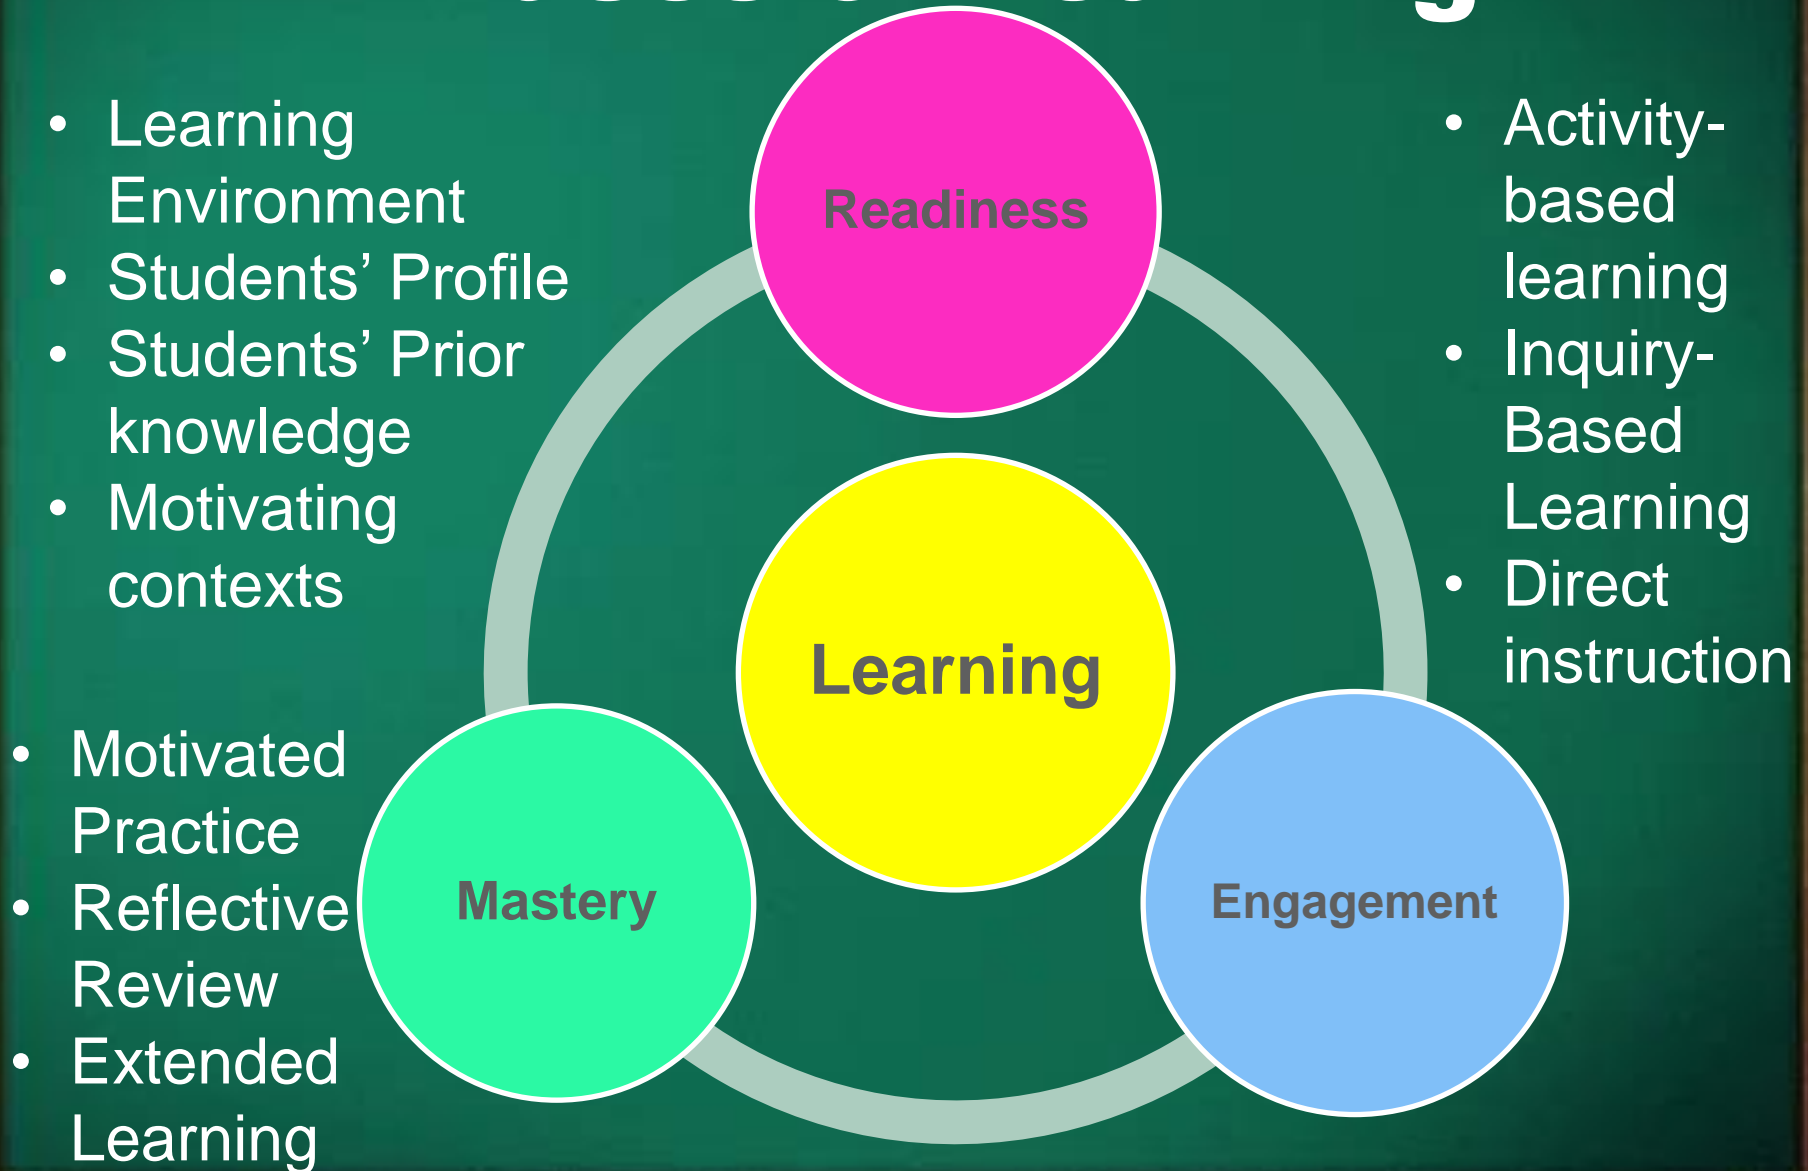 • Learning
Environment
• Students’ Profile
• Students’ Prior
knowledge
• Motivating
contexts
Readiness
• Activity-
based
learning
• Inquiry-
Based
Learning
• Direct
instruction
Learning
• Motivated
Practice
• Reflective
Review
• Extended
Learning
Mastery
Engagement